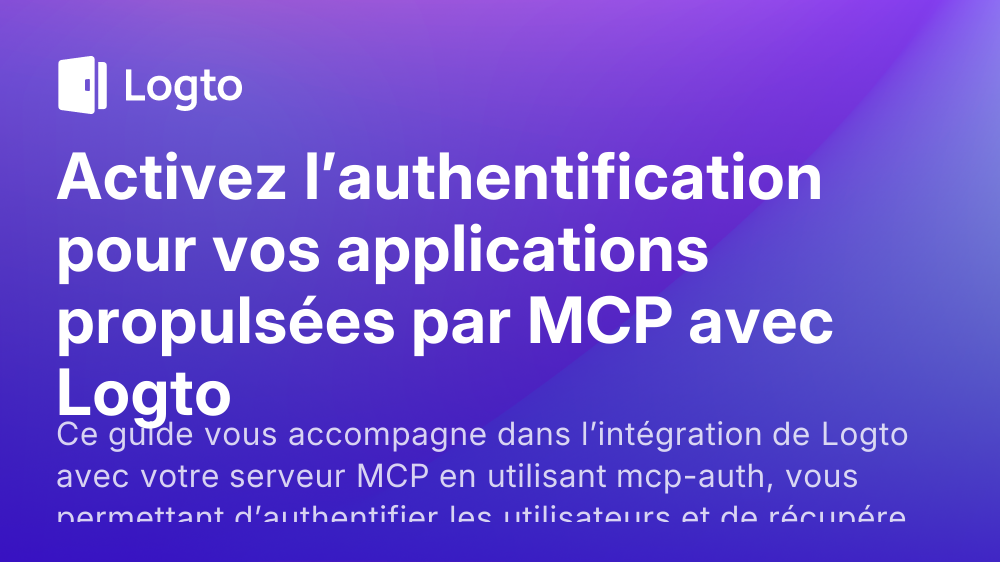 Logto
Activez l’authentification
pour vos applications
propulsées par MCP avec
Logto
Ce guide vous accompagne dans l’intégration de Logto
avec votre serveur MCP en utilisant mcp-auth, vous
permettant d’authentifier les utilisateurs et de récupére